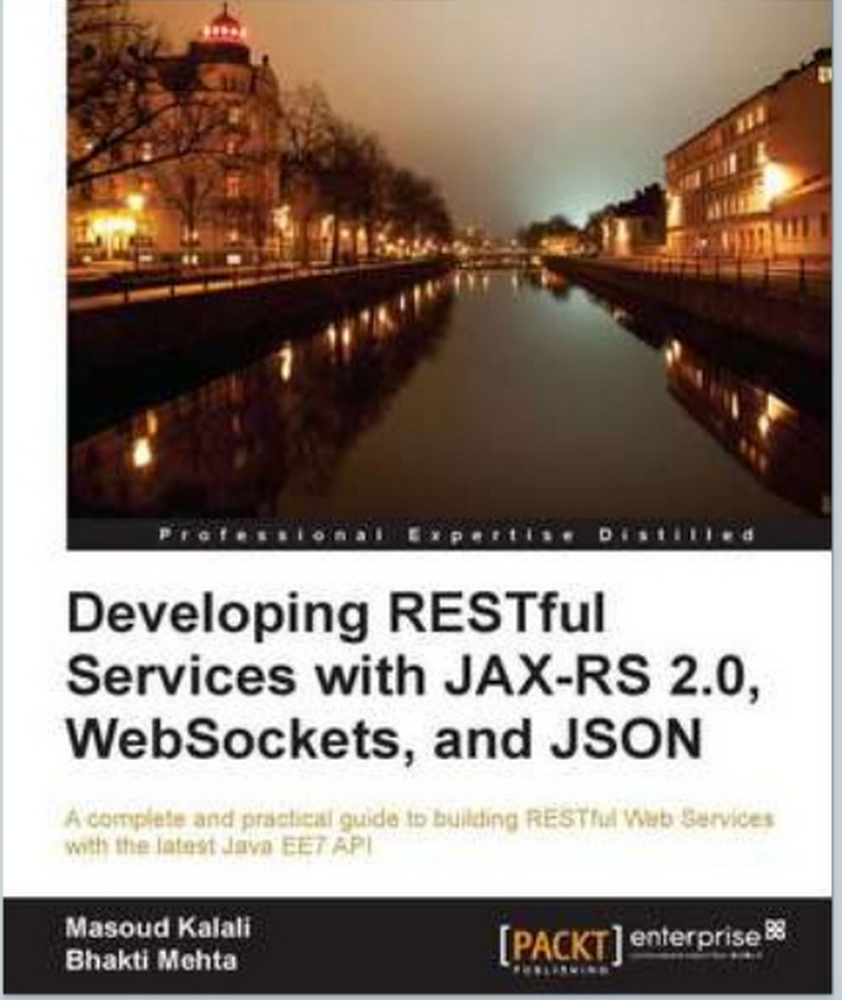 Professional Expertise Distilled
Developing RESTful
Services with JAX-RS 2.0,
WebSockets, and JSON
A complete and practical guide to building RESTful Web Services
with the latest Java EE7 API
Masoud Kalali
Bhakti Mehta
[PACKT] enterprise
PUBLISHING